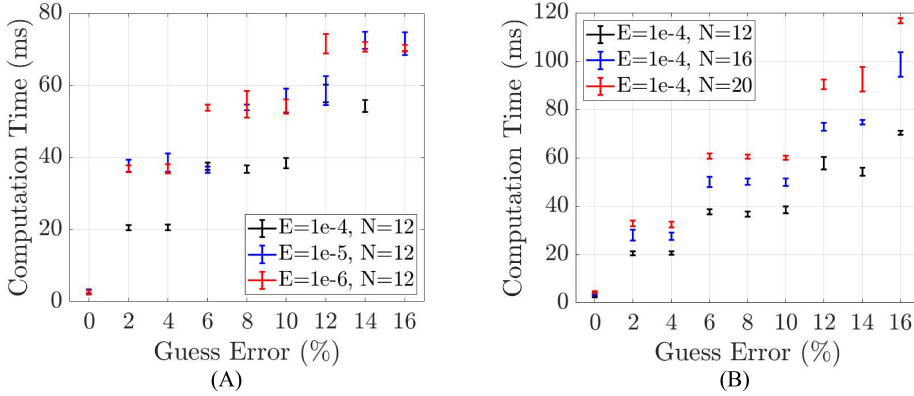 80
60
40
20
0
Computation Time (ms)
E=1e-4, N=12
E=1e-5, N=12
E=1e-6, N=12
0 2 4 6 8 10 12 14 16
Guess Error (%)
(A)
120
100
80
60
40
20
0
Computation Time (ms)
E=1e-4, N=12
E=1e-4, N=16
E=1e-4, N=20
0 2 4 6 8 10 12 14 16
Guess Error (%)
(B)